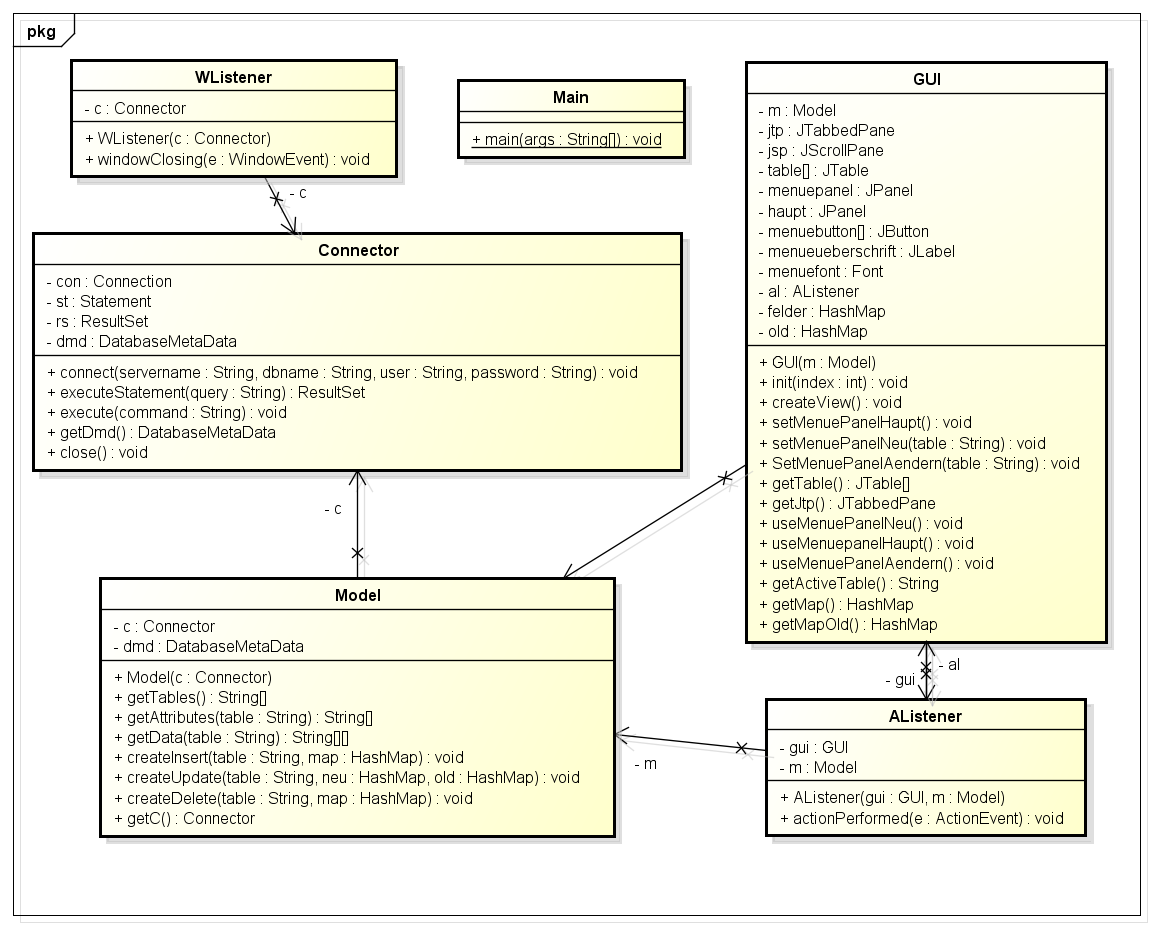 pkg
WListener
- c : Connector
+ WListener(c : Connector)
+ windowClosing(e : WindowEvent) : void
- c
Main
+ main(args : String[]) : void
Connector
- con : Connection
- st : Statement
- rs : ResultSet
- dmd : DatabaseMetaData
+ connect(servername : String, dbname : String, user : String, password : String) : void
+ executeStatement(query : String) : ResultSet
+ execute(command : String) : void
+ getDmd() : DatabaseMetaData
+ close() : void
- c
GUI
- m : Model
- jtp : JTabbedPane
- jsp : JScrollPane
- table[] : JTable
- menuepanel : JPanel
- haupt : JPanel
- menuebutton[] : JButton
- menueueberschrift : JLabel
- menuefont : Font
- al : AListener
- felder : HashMap
- old : HashMap
+ GUI(m : Model)
+ init(index : int) : void
+ createView() : void
+ setMenuePanelHaupt() : void
+ setMenuePanelNeu(table : String) : void
+ SetMenuePanelAendern(table : String) : void
+ getTable() : JTable[]
+ getJtp() : JTabbedPane
+ useMenuePanelNeu() : void
+ useMenuepanelHaupt() : void
+ useMenuePanelAendern() : void
+ getActiveTable() : String
+ getMap() : HashMap
+ getMapOld() : HashMap
- al
- gui
Model
- c : Connector
- dmd : DatabaseMetaData
+ Model(c : Connector)
+ getTables() : String[]
+ getAttributes(table : String) : String[]
+ getData(table : String) : String[][]
+ createInsert(table : String, map : HashMap) : void
+ createUpdate(table : String, neu : HashMap, old : HashMap) : void
+ createDelete(table : String, map : HashMap) : void
+ getC() : Connector
- m
AListener
- gui : GUI
- m : Model
+ AListener(gui : GUI, m : Model)
+ actionPerformed(e : ActionEvent) : void